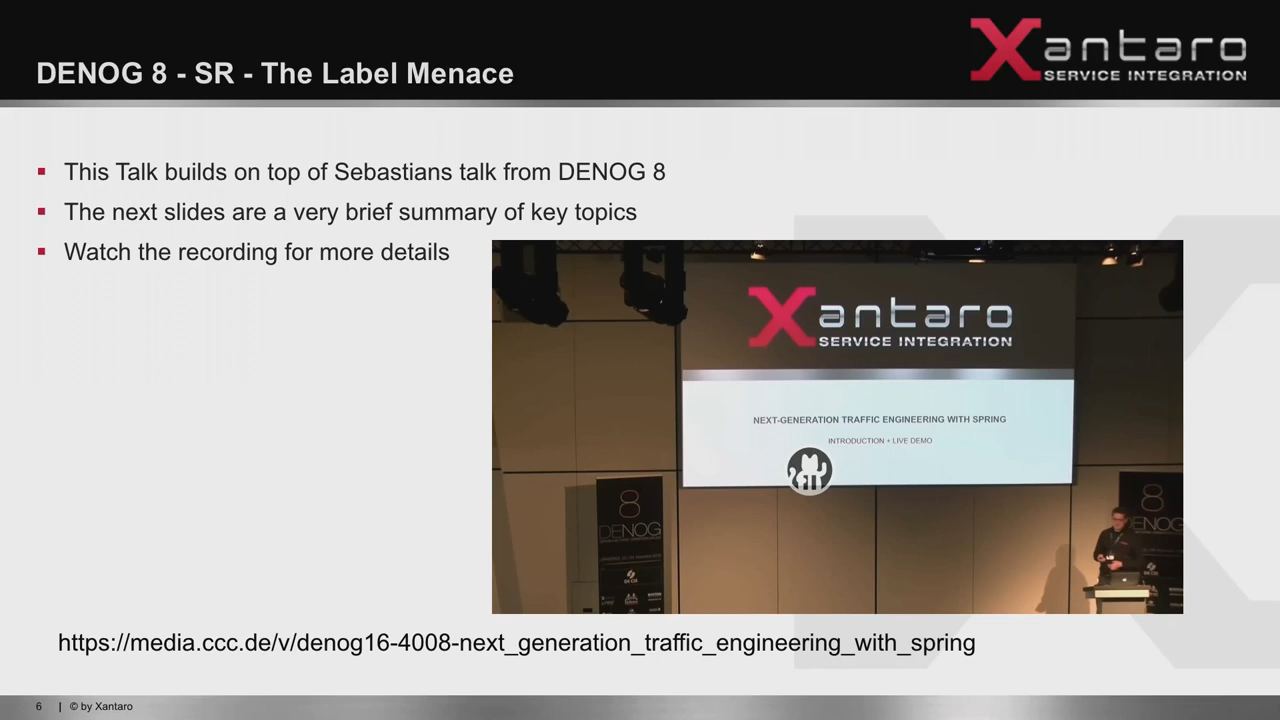 DENOG 8 - SR - The Label Menace
Xantaro
SERVICE INTEGRATION
This Talk builds on top of Sebastians talk from DENOG 8
The next slides are a very brief summary of key topics
Watch the recording for more details
Xantaro
SERVICE INTEGRATION
NEXT-GENERATION TRAFFIC ENGINEERING WITH SPRING
INTRODUCTION + LIVE DEMO
8
DENOG
8
DENOG
https://media.ccc.de/v/denog16-4008-next_generation_traffic_engineering_with_spring
6 | © by Xantaro